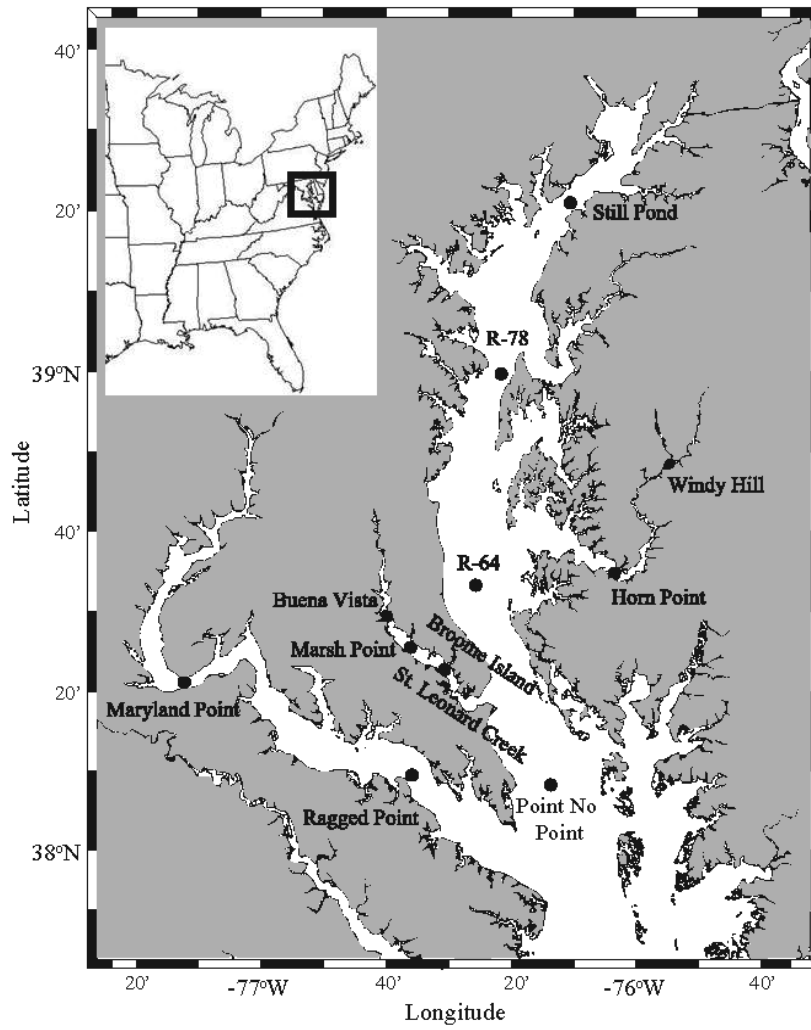 40'
20'
Still Pond
R-78
39°N
Windy Hill
Latitude
40'
R-64
Buena Vista
Horn Point
Broome Island
Marsh Point
St. Leonard Creek
20'
Maryland Point
Point No
Point
Ragged Point
38°N
20'
-77°W
40'
20'
-76°W
40'
Longitude